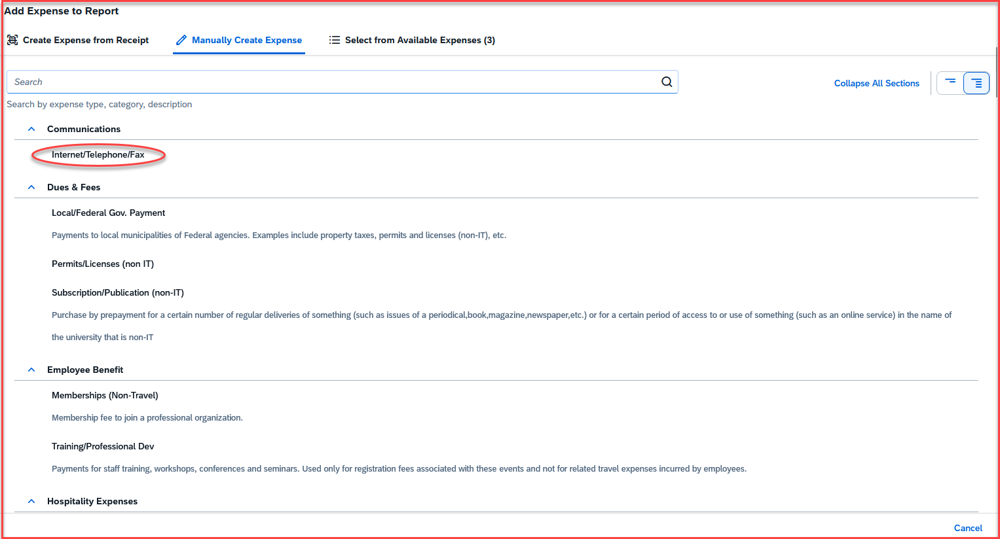 Add Expense to Report
Create Expense from Receipt
Manually Create Expense
Select from Available Expenses (3)
Search
Collapse All Sections
Search by expense type, category, description
Communications
Internet/Telephone/Fax
Dues & Fees
Local/Federal Gov. Payment
Payments to local municipalities of Federal agencies. Examples include property taxes, permits and licenses (non-IT), etc.
Permits/Licenses (non IT)
Subscription/Publication (non-IT)
Purchase by prepayment for a certain number of regular deliveries of something (such as issues of a periodical,book,magazine,newspaper,etc.) or for a certain period of access to or use of something (such as an online service) in the name of
the university that is non-IT
Employee Benefit
Memberships (Non-Travel)
Membership fee to join a professional organization.
Training/Professional Dev
Payments for staff training, workshops, conferences and seminars. Used only for registration fees associated with these events and not for related travel expenses incurred by employees.
Hospitality Expenses
Cancel